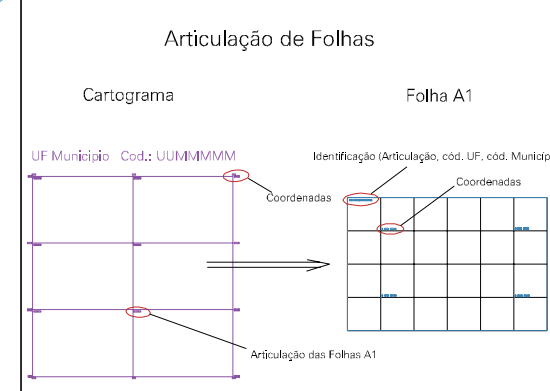 Articulação de Folhas
Cartograma
Folha A1
UF Municipio Cod.: UUMMMMM
Identificação (Articulação, cód. UF, cód. Municíp
Coordenadas
Coordenadas
Articulação das Folhas A1